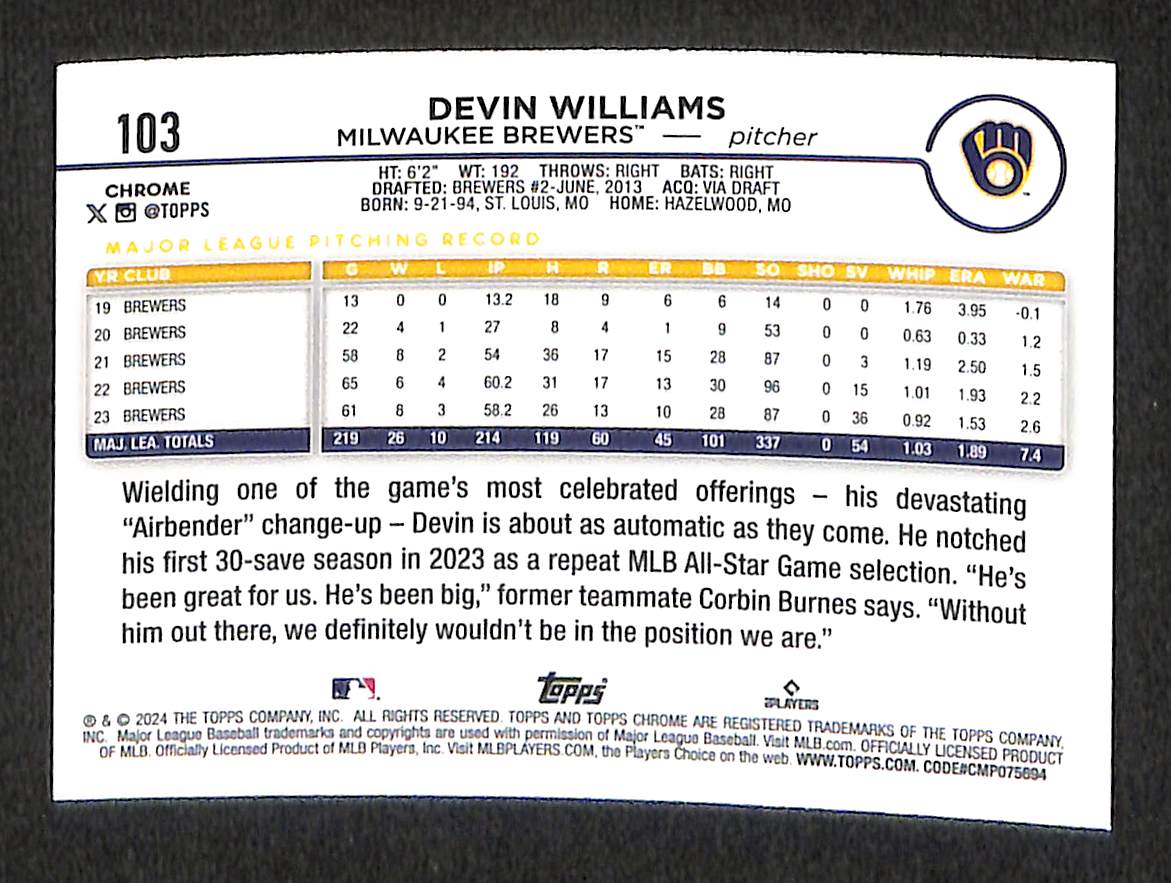 103
DEVIN WILLIAMS
MILWAUKEE BREWERS™ — pitcher
CHROME
@TOPPS
HT: 6'2" WT: 192 THROWS: RIGHT BATS: RIGHT
DRAFTED: BREWERS #2-JUNE, 2013 ACQ: VIA DRAFT
BORN: 9-21-94, ST. LOUIS, MO HOME: HAZELWOOD, MO
MAJOR LEAGUE PITCHING RECORD
YR CLUB G W L IP H R ER BB SO SHO SV WHIP ERA WAR
19 BREWERS 13 0 0 13.2 18 9 6 6 14 0 0 1.76 3.95 -0.1
20 BREWERS 22 4 1 27 8 4 1 9 53 0 0 0.63 0.33 1.2
21 BREWERS 58 8 2 54 36 17 15 28 87 0 3 1.19 2.50 1.5
22 BREWERS 65 6 4 60.2 31 17 13 30 96 0 15 1.01 1.93 2.2
23 BREWERS 61 8 3 58.2 26 13 10 28 87 0 36 0.92 1.53 2.6
MAJ. LEA. TOTALS 219 26 10 214 119 60 45 101 337 0 54 1.03 1.89 7.4
Wielding one of the game's most celebrated offerings – his devastating
"Airbender" change-up – Devin is about as automatic as they come. He notched
his first 30-save season in 2023 as a repeat MLB All-Star Game selection. "He's
been great for us. He's been big," former teammate Corbin Burnes says. "Without
him out there, we definitely wouldn't be in the position we are."
Topps
PLAYERS
® & © 2024 THE TOPPS COMPANY, INC. ALL RIGHTS RESERVED. TOPPS AND TOPPS CHROME ARE REGISTERED TRADEMARKS OF THE TOPPS COMPANY,
INC. Major League Baseball trademarks and copyrights are used with permission of Major League Baseball. Visit MLB.com. OFFICIALLY LICENSED PRODUCT
OF MLB. Officially Licensed Product of MLB Players, Inc. Visit MLBPLAYERS.COM, the Players Choice on the web. WWW.TOPPS.COM. CODE#CMP075694